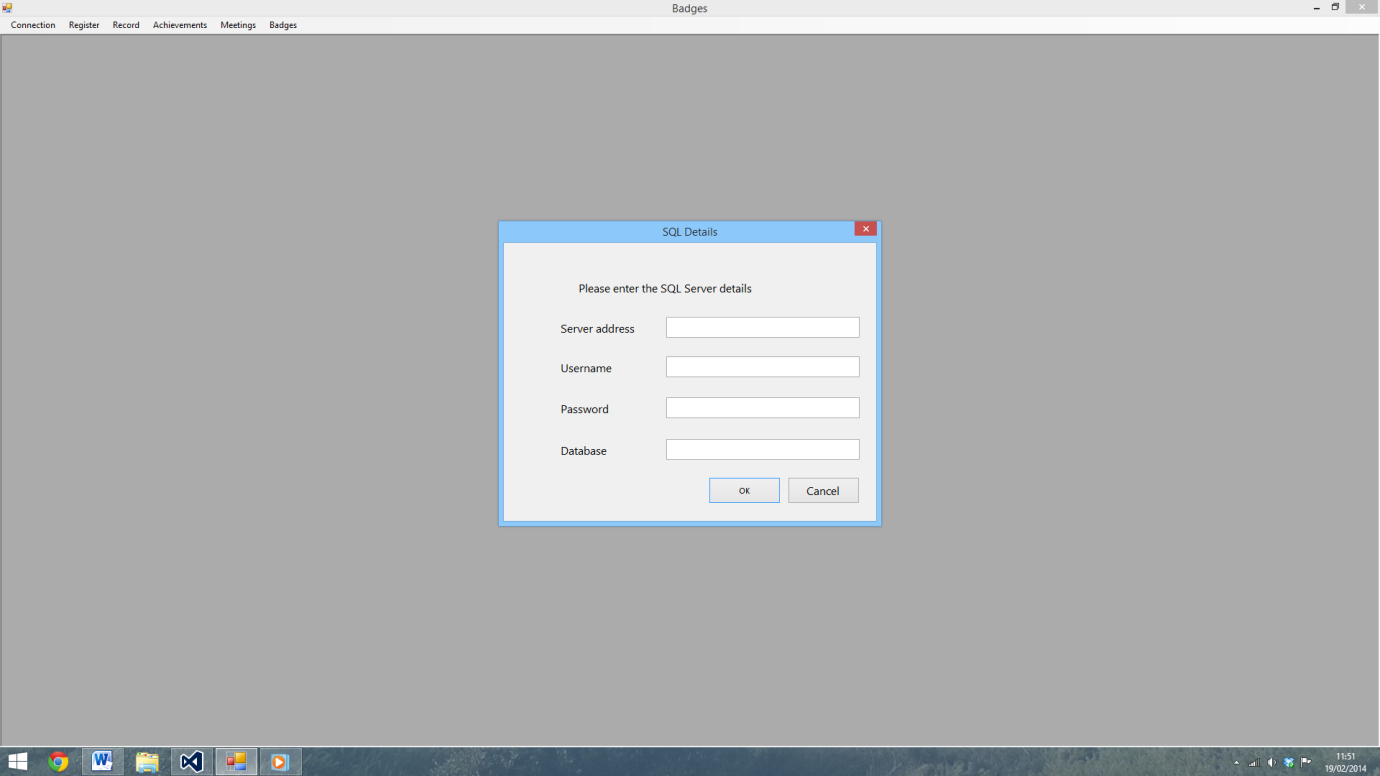 Badges
Connection Register Record Achievements Meetings Badges
SQL Details
Please enter the SQL Server details
Server address
Username
Password
Database
OK Cancel
11:51
19/02/2014